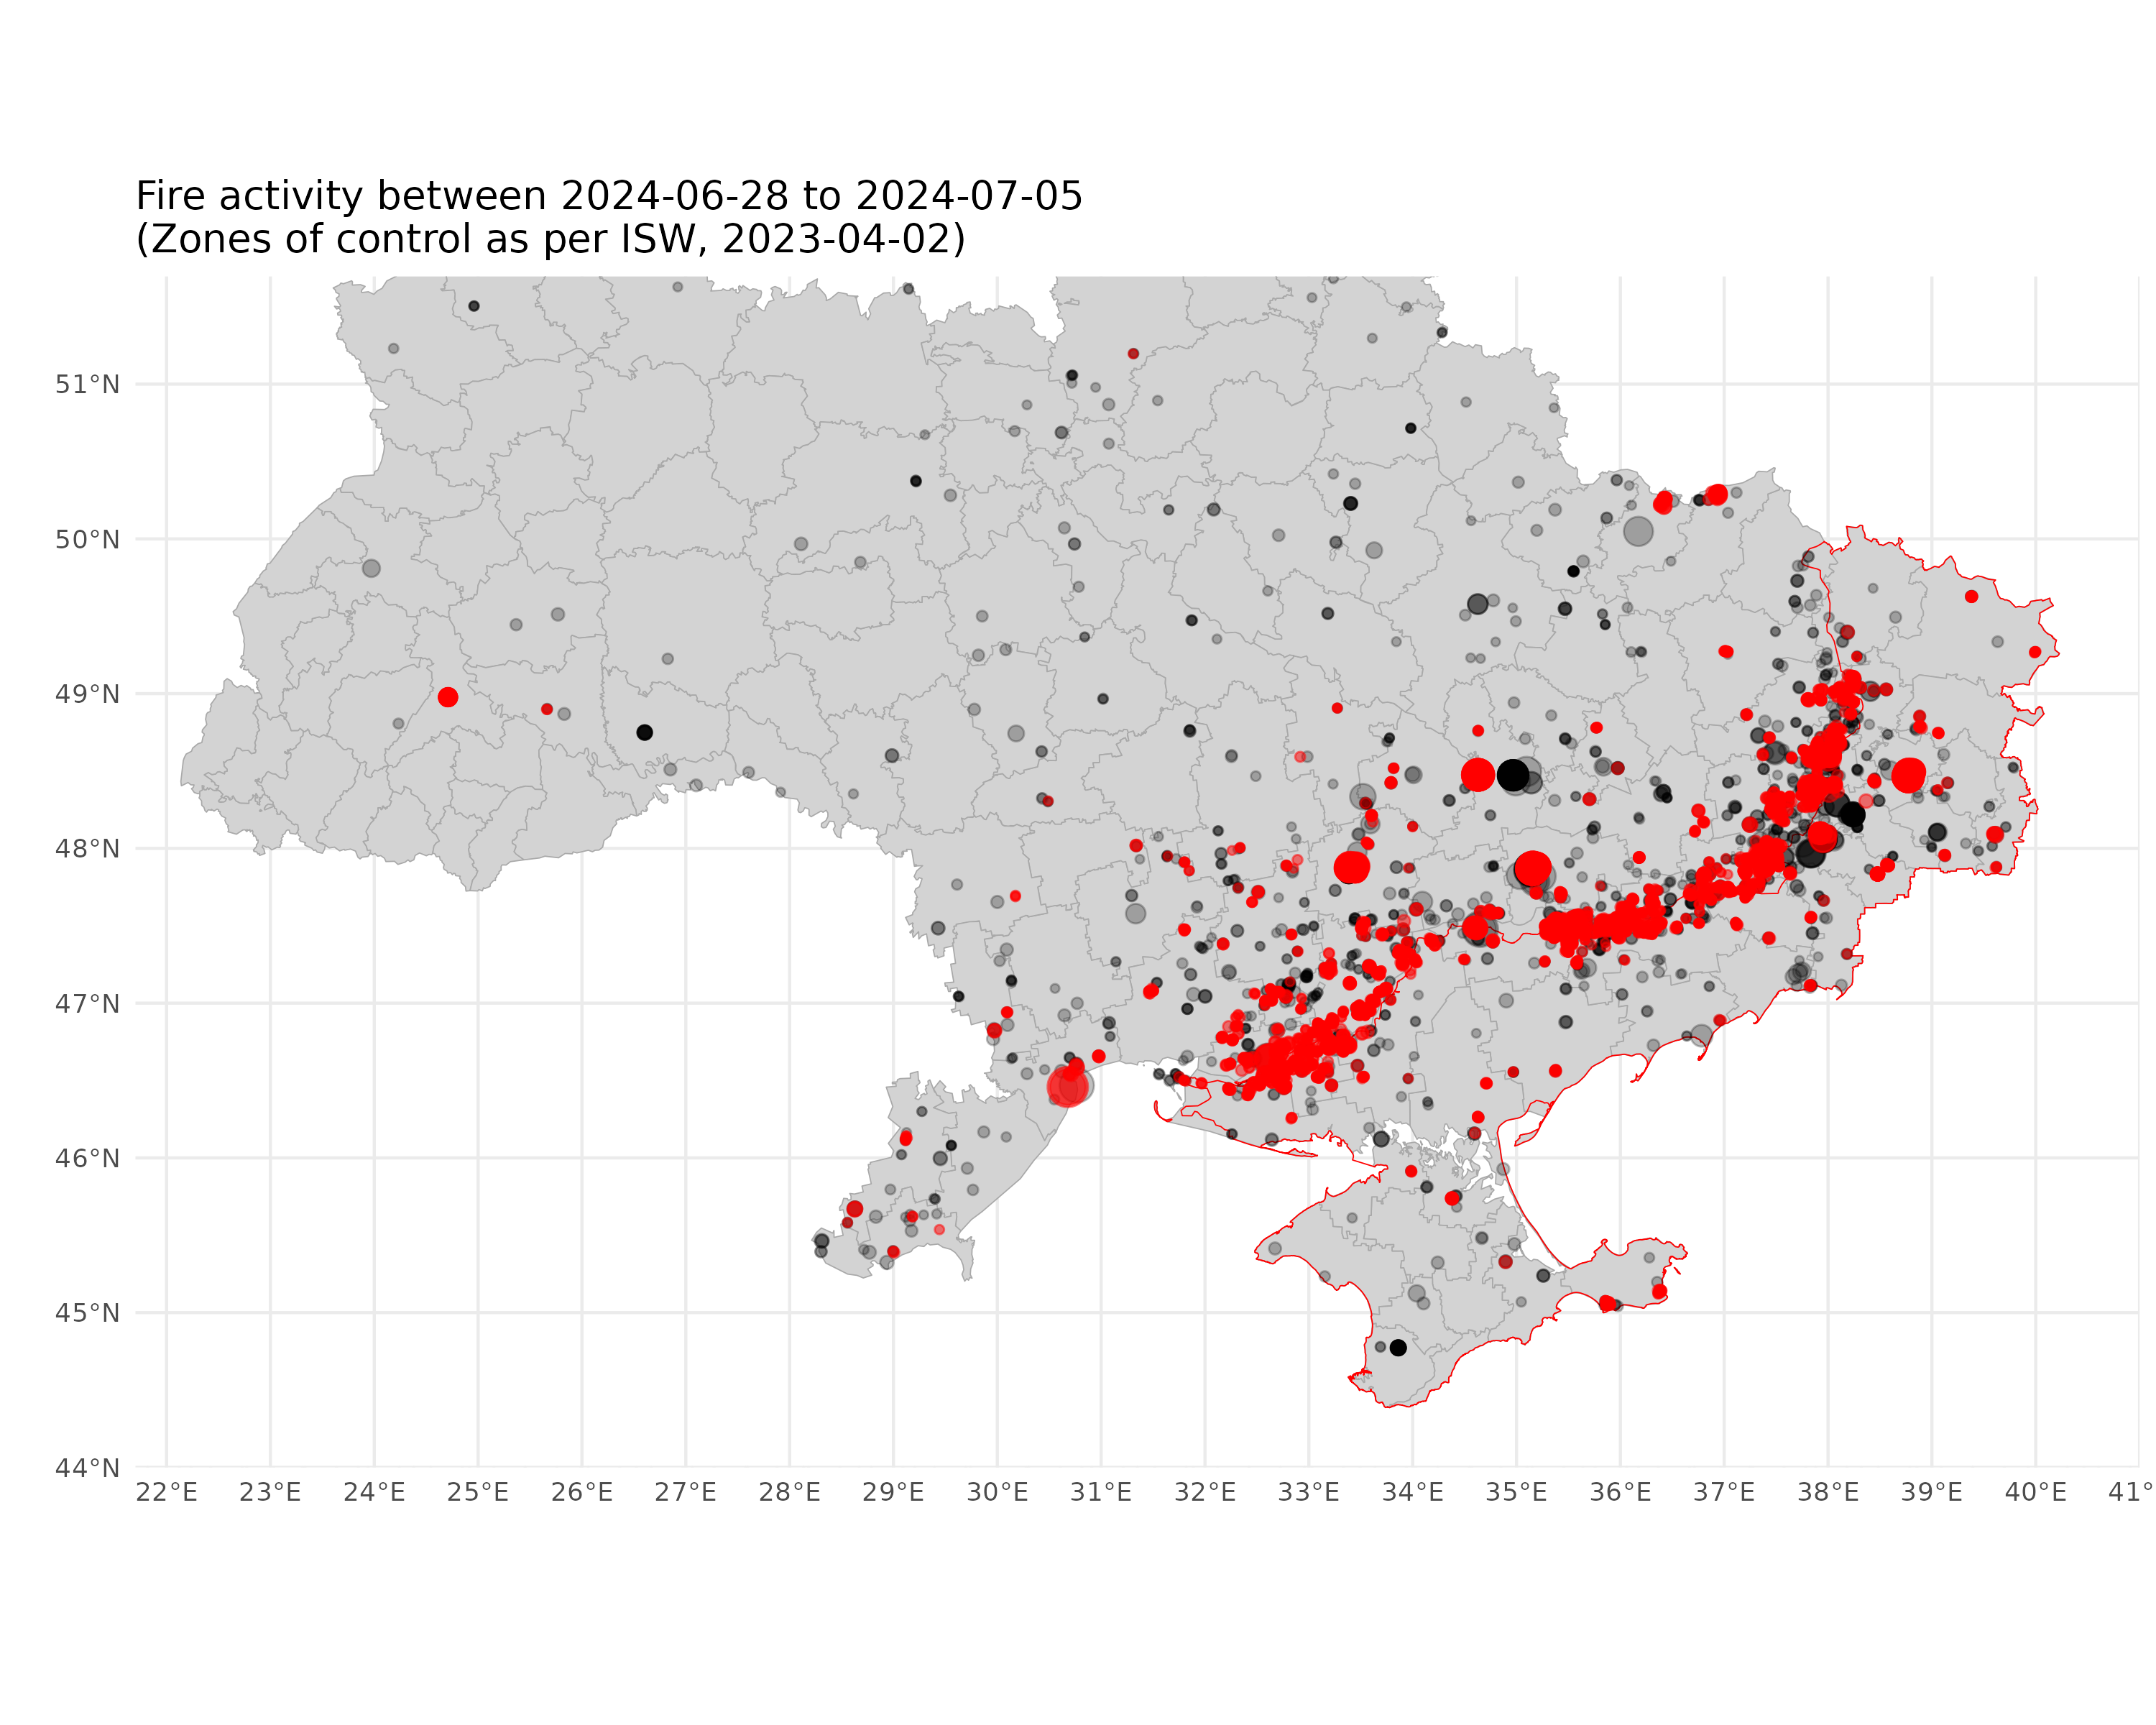 Fire activity between 2024-06-28 to 2024-07-05
(Zones of control as per ISW, 2023-04-02)
51°N
50°N
49°N
48°N
47°N
46°N
45°N
44°N
22°E 23°E 24°E 25°E 26°E 27°E 28°E 29°E 30°E 31°E 32°E 33°E 34°E 35°E 36°E 37°E 38°E 39°E 40°E 41°